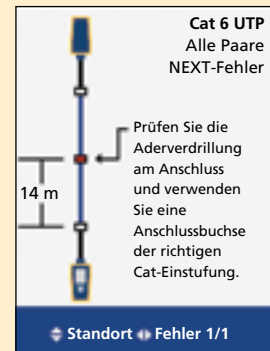 Cat 6 UTP
Alle Paare
NEXT-Fehler
Prüfen Sie die
Aderverdrillung
am Anschluss
und verwenden
Sie eine
Anschlussbuchse
der richtigen
Cat-Einstufung.
14 m
Standort Fehler 1/1